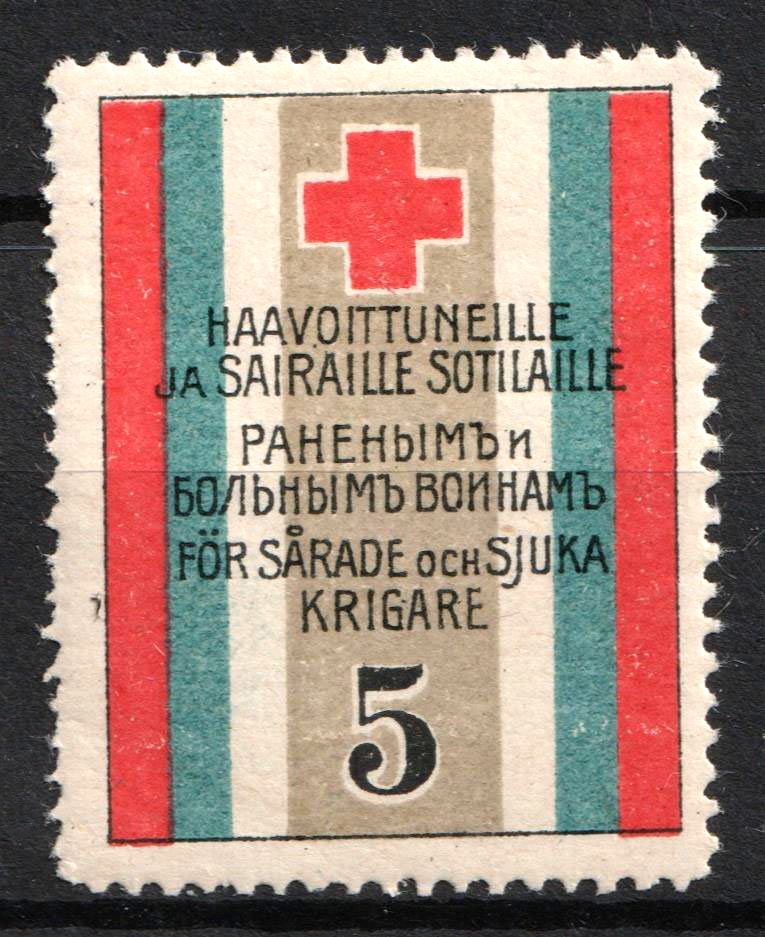 HAAVOITTUNEILLE
JA SAIRAILLE SOTILAILLE
РАНЕНЫМЪ и
БОЛЬНЫМЪ ВОИНАМЪ
FÖR SÅRADE OCH SJUKA
KRIGARE
5